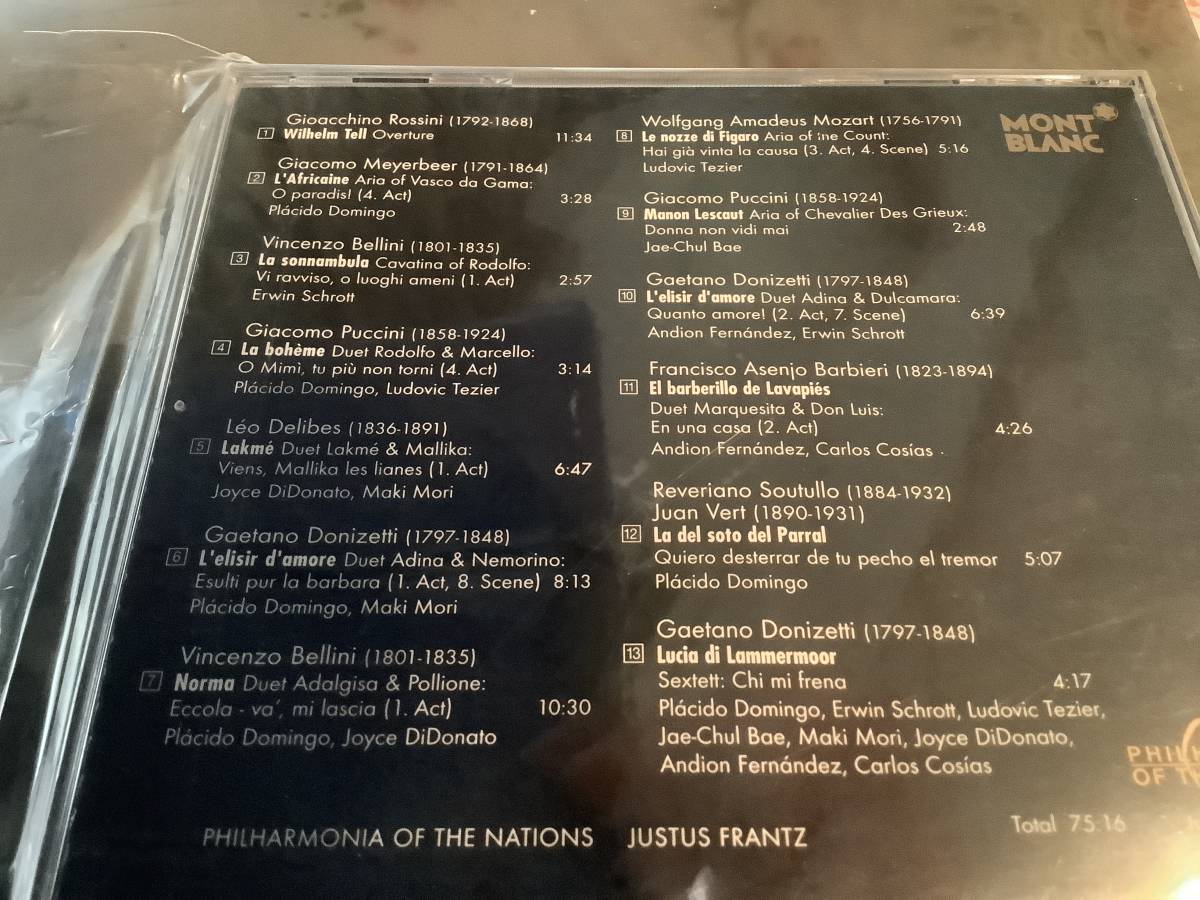 Gioacchino Rossini (1792-1868)
1 Wilhelm Tell Overture 11:34
Giacomo Meyerbeer (1791-1864)
2 L'Africaine Aria of Vasco da Gama:
O paradis! (4. Act) 3:28
Plácido Domingo
Vincenzo Bellini (1801-1835)
3 La sonnambula Cavatina of Rodolfo:
Vi ravviso, o luoghi ameni (1. Act) 2:57
Erwin Schrott
Giacomo Puccini (1858-1924)
4 La bohème Duet Rodolfo & Marcello:
O Mimì, tu più non torni (4. Act) 3:14
Plácido Domingo, Ludovic Tezier
Léo Delibes (1836-1891)
5 Lakmé Duet Lakmé & Mallika:
Viens, Mallika les lianes (1. Act) 6:47
Joyce DiDonato, Maki Mori
Gaetano Donizetti (1797-1848)
6 L'elisir d'amore Duet Adina & Nemorino:
Esulti pur la barbara (1. Act, 8. Scene) 8:13
Plácido Domingo, Maki Mori
Vincenzo Bellini (1801-1835)
7 Norma Duet Adalgisa & Pollione:
Eccola - va', mi lascia (1. Act) 10:30
Plácido Domingo, Joyce DiDonato
Wolfgang Amadeus Mozart (1756-1791)
8 Le nozze di Figaro Aria of the Count:
Hai già vinta la causa (3. Act, 4. Scene) 5:16
Ludovic Tezier
Giacomo Puccini (1858-1924)
9 Manon Lescaut Aria of Chevalier Des Grieux:
Donna non vidi mai 2:48
Jae-Chul Bae
Gaetano Donizetti (1797-1848)
10 L'elisir d'amore Duet Adina & Dulcamara:
Quanto amore! (2. Act, 7. Scene) 6:39
Andion Fernández, Erwin Schrott
Francisco Asenjo Barbieri (1823-1894)
11 El barberillo de Lavapiés
Duet Marquesita & Don Luis:
En una casa (2. Act) 4:26
Andion Fernández, Carlos Cosías
Reveriano Soutullo (1884-1932)
Juan Vert (1890-1931)
12 La del soto del Parral
Quiero desterrar de tu pecho el tremor 5:07
Plácido Domingo
Gaetano Donizetti (1797-1848)
13 Lucia di Lammermoor
Sextett: Chi mi frena 4:17
Plácido Domingo, Erwin Schrott, Ludovic Tezier,
Jae-Chul Bae, Maki Mori, Joyce DiDonato,
Andion Fernández, Carlos Cosías
MONT
BLANC
PHILHARMONIA OF THE NATIONS JUSTUS FRANTZ
Total 75:16
OF